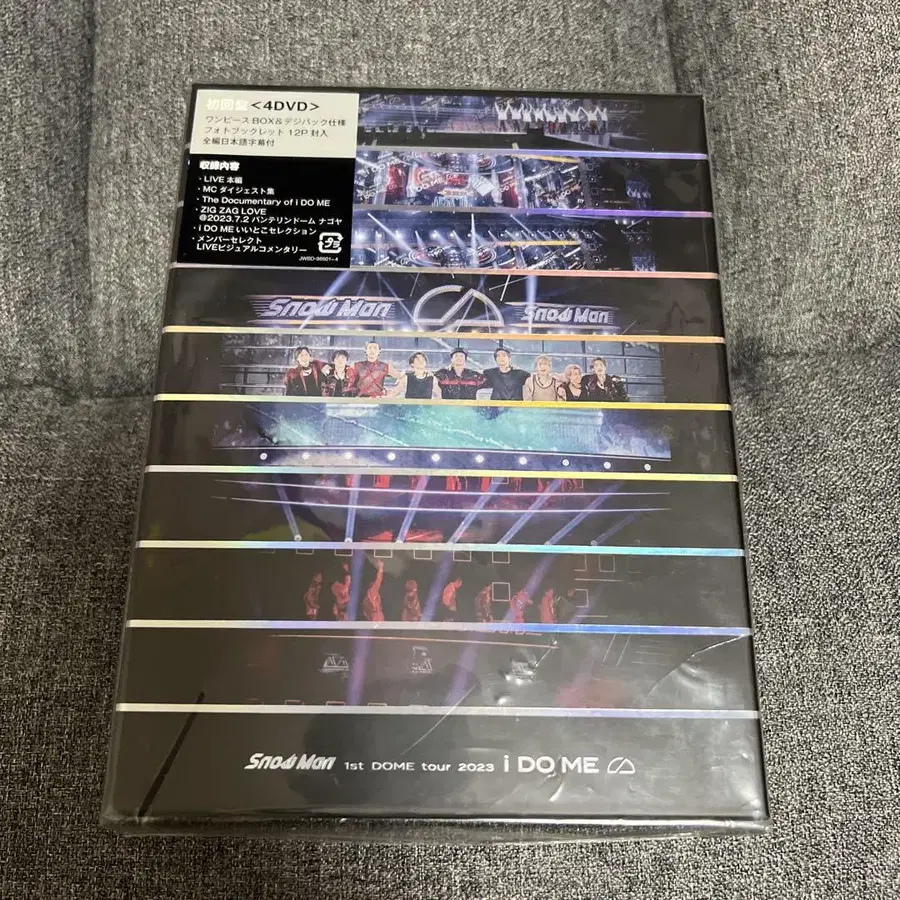 初回盤<4DVD>
ワンピースBOX&デジパック仕様
フォトブックレット 12P 封入
全編日本語字幕付
収録内容
・LIVE 本編
・MC ダイジェスト集
・The Documentary of i DO ME
・ZIG ZAG LOVE
@2023.7.2 バンテリンドーム ナゴヤ
・i DO ME いいとこセレクション
・メンバーセレクト
LIVEビジュアルコメンタリー
Snow Man
Snow Man
Snow Man 1st DOME tour 2023 i DO ME